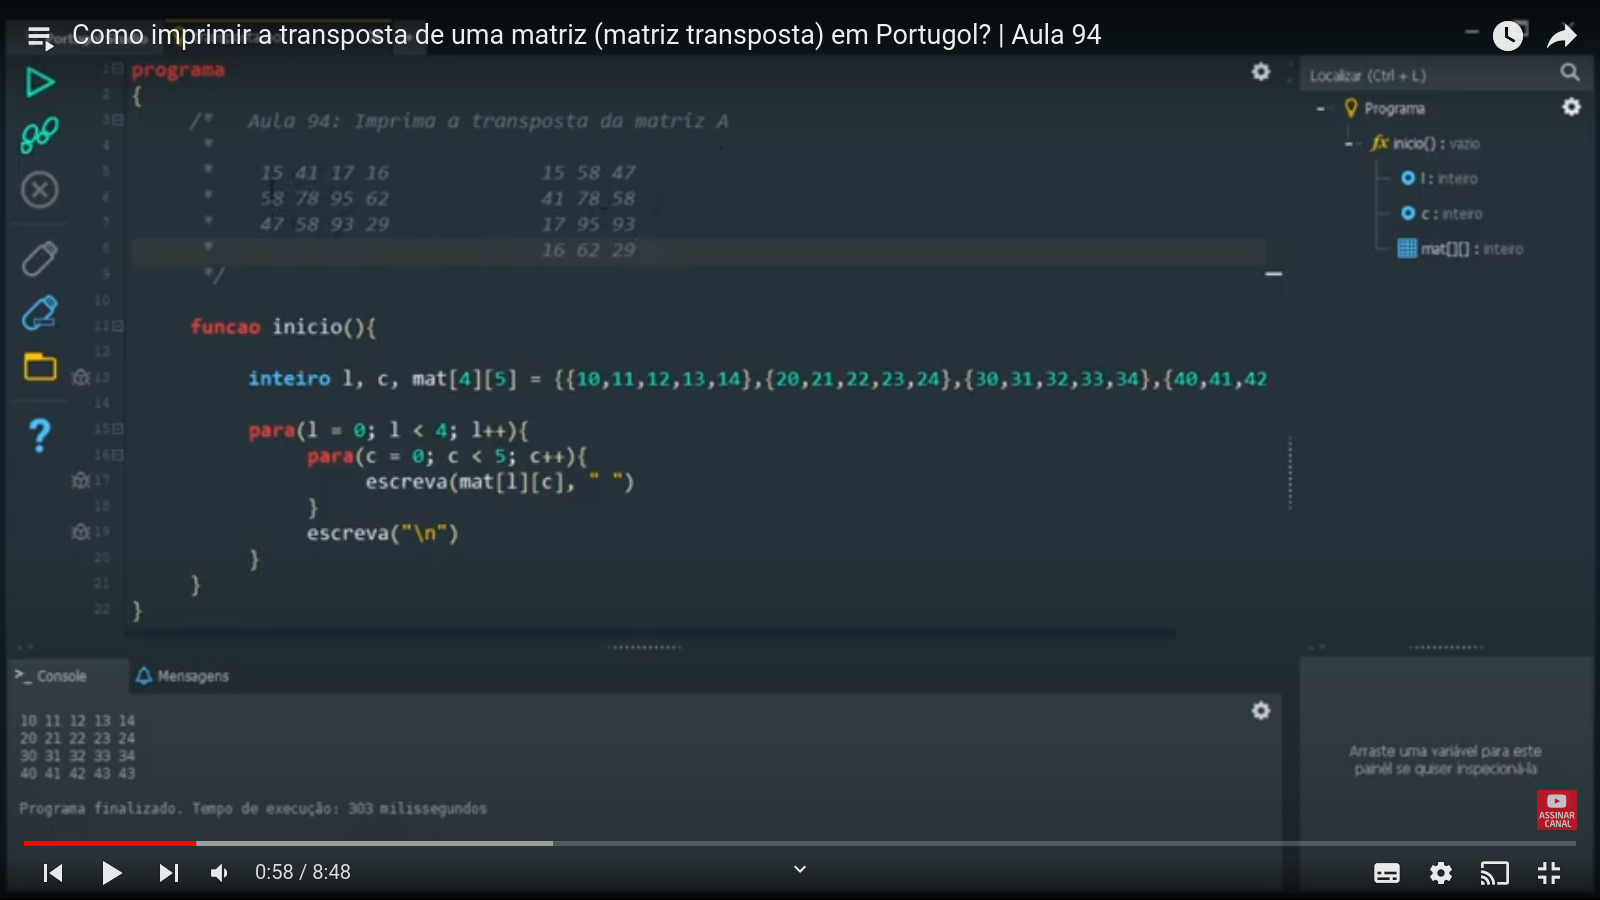 Como imprimir a transposta de uma matriz (matriz transposta) em Portugol? | Aula 94
Localizar (Ctrl + L)
Programa
fx inicio() : vazio
l : inteiro
c : inteiro
mat[][] : inteiro
1 programa
2 {
3 /* Aula 94: Imprima a transposta da matriz A
4 *
5 * 15 41 17 16 15 58 47
6 * 58 78 95 62 41 78 58
7 * 47 58 93 29 17 95 93
8 * 16 62 29
9 */
10
11 funcao inicio(){
12
13 inteiro l, c, mat[4][5] = {{10,11,12,13,14},{20,21,22,23,24},{30,31,32,33,34},{40,41,42
14
15 para(l = 0; l < 4; l++){
16 para(c = 0; c < 5; c++){
17 escreva(mat[l][c], " ")
18 }
19 escreva("\n")
20 }
21 }
22 }
?
>_ Console
Mensagens
10 11 12 13 14
20 21 22 23 24
30 31 32 33 34
40 41 42 43 43
Programa finalizado. Tempo de execução: 303 milissegundos
Arraste uma variável para este
painél se quiser inspecioná-la
ASSINAR
CANAL
0:58 / 8:48